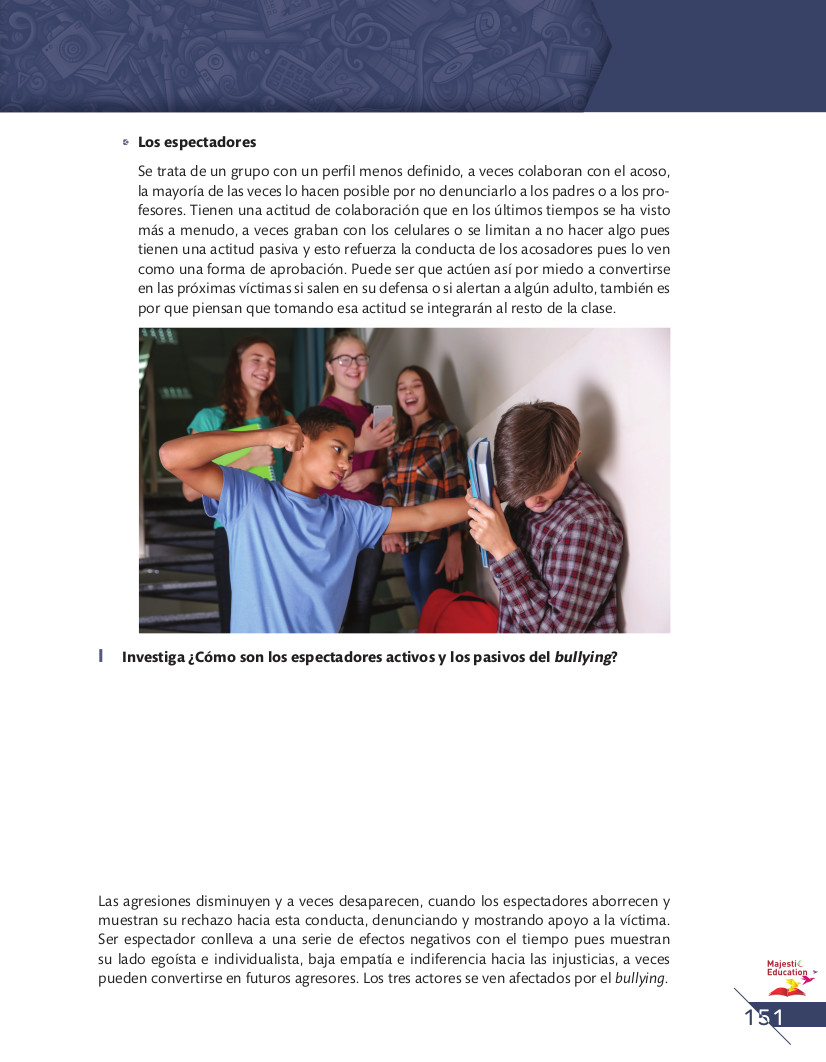 Los espectadores
Se trata de un grupo con un perfil menos definido, a veces colaboran con el acoso,
la mayoría de las veces lo hacen posible por no denunciarlo a los padres o a los pro-
fesores. Tienen una actitud de colaboración que en los últimos tiempos se ha visto
más a menudo, a veces graban con los celulares o se limitan a no hacer algo pues
tienen una actitud pasiva y esto refuerza la conducta de los acosadores pues lo ven
como una forma de aprobación. Puede ser que actúen así por miedo a convertirse
en las próximas víctimas si salen en su defensa o si alertan a algún adulto, también es
por que piensan que tomando esa actitud se integrarán al resto de la clase.
I Investiga ¿Cómo son los espectadores activos y los pasivos del bullying?
Las agresiones disminuyen y a veces desaparecen, cuando los espectadores aborrecen y
muestran su rechazo hacia esta conducta, denunciando y mostrando apoyo a la víctima.
Ser espectador conlleva a una serie de efectos negativos con el tiempo pues muestran
su lado egoísta e individualista, baja empatía e indiferencia hacia las injusticias, a veces
pueden convertirse en futuros agresores. Los tres actores se ven afectados por el bullying.
Majestic
Education
151